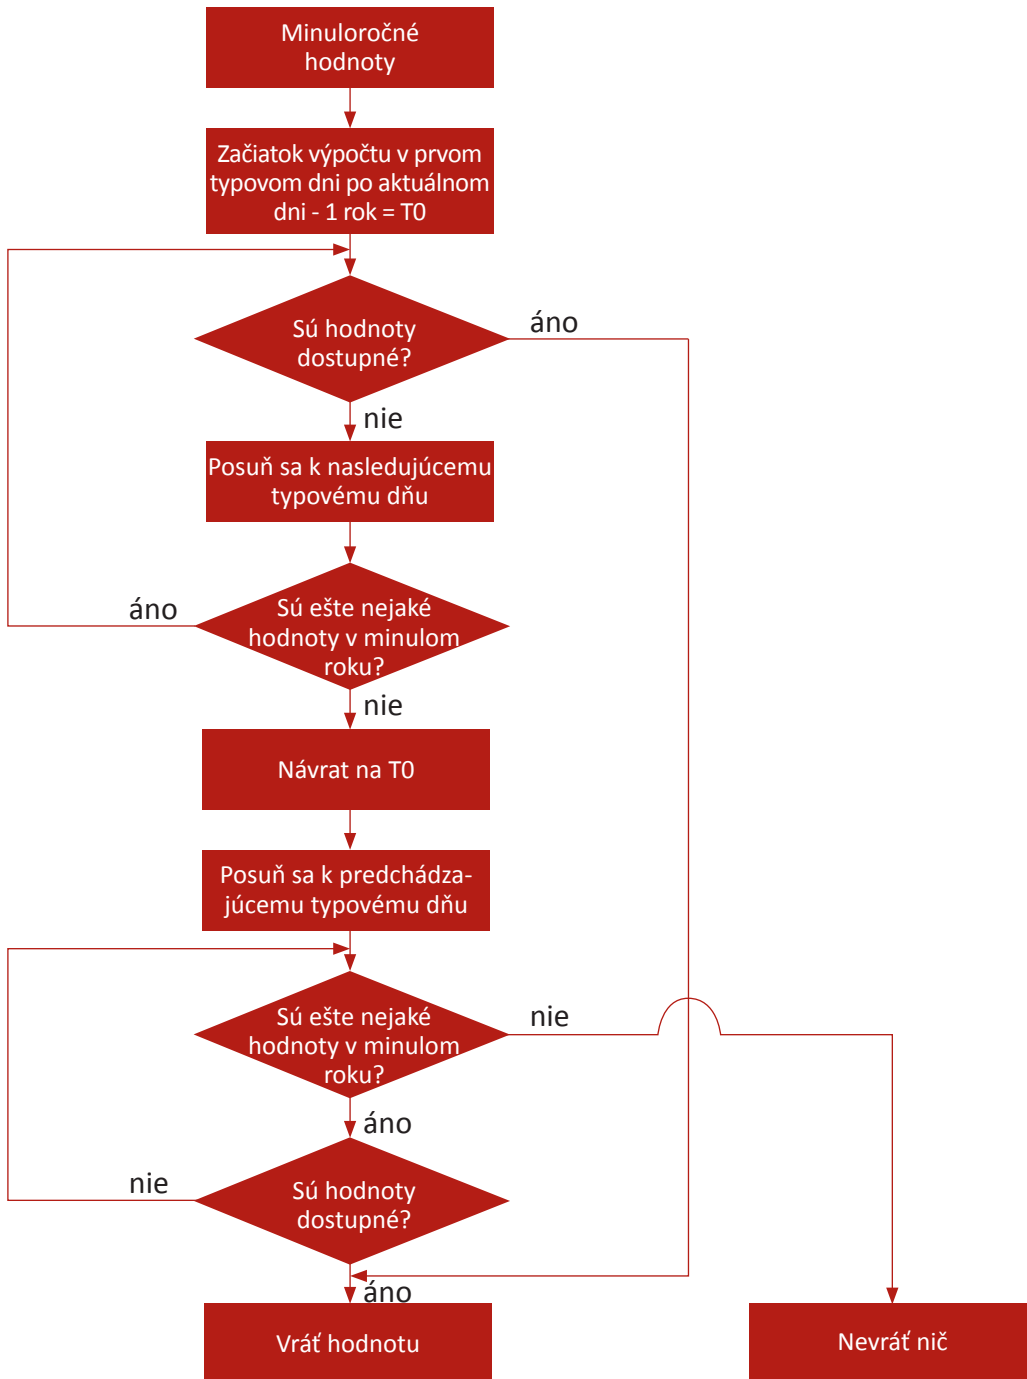 Minuloročné
hodnoty
Začiatok výpočtu v prvom
typovom dni po aktuálnom
dni - 1 rok = T0
Sú hodnoty
dostupné?
áno
nie
Posuň sa k nasledujúcemu
typovému dňu
áno
Sú ešte nejaké
hodnoty v minulom
roku?
nie
Návrat na T0
Posuň sa k predchádza-
júcemu typovému dňu
Sú ešte nejaké
hodnoty v minulom
roku?
nie
áno
nie
Sú hodnoty
dostupné?
áno
Vráť hodnotu
Nevráť nič